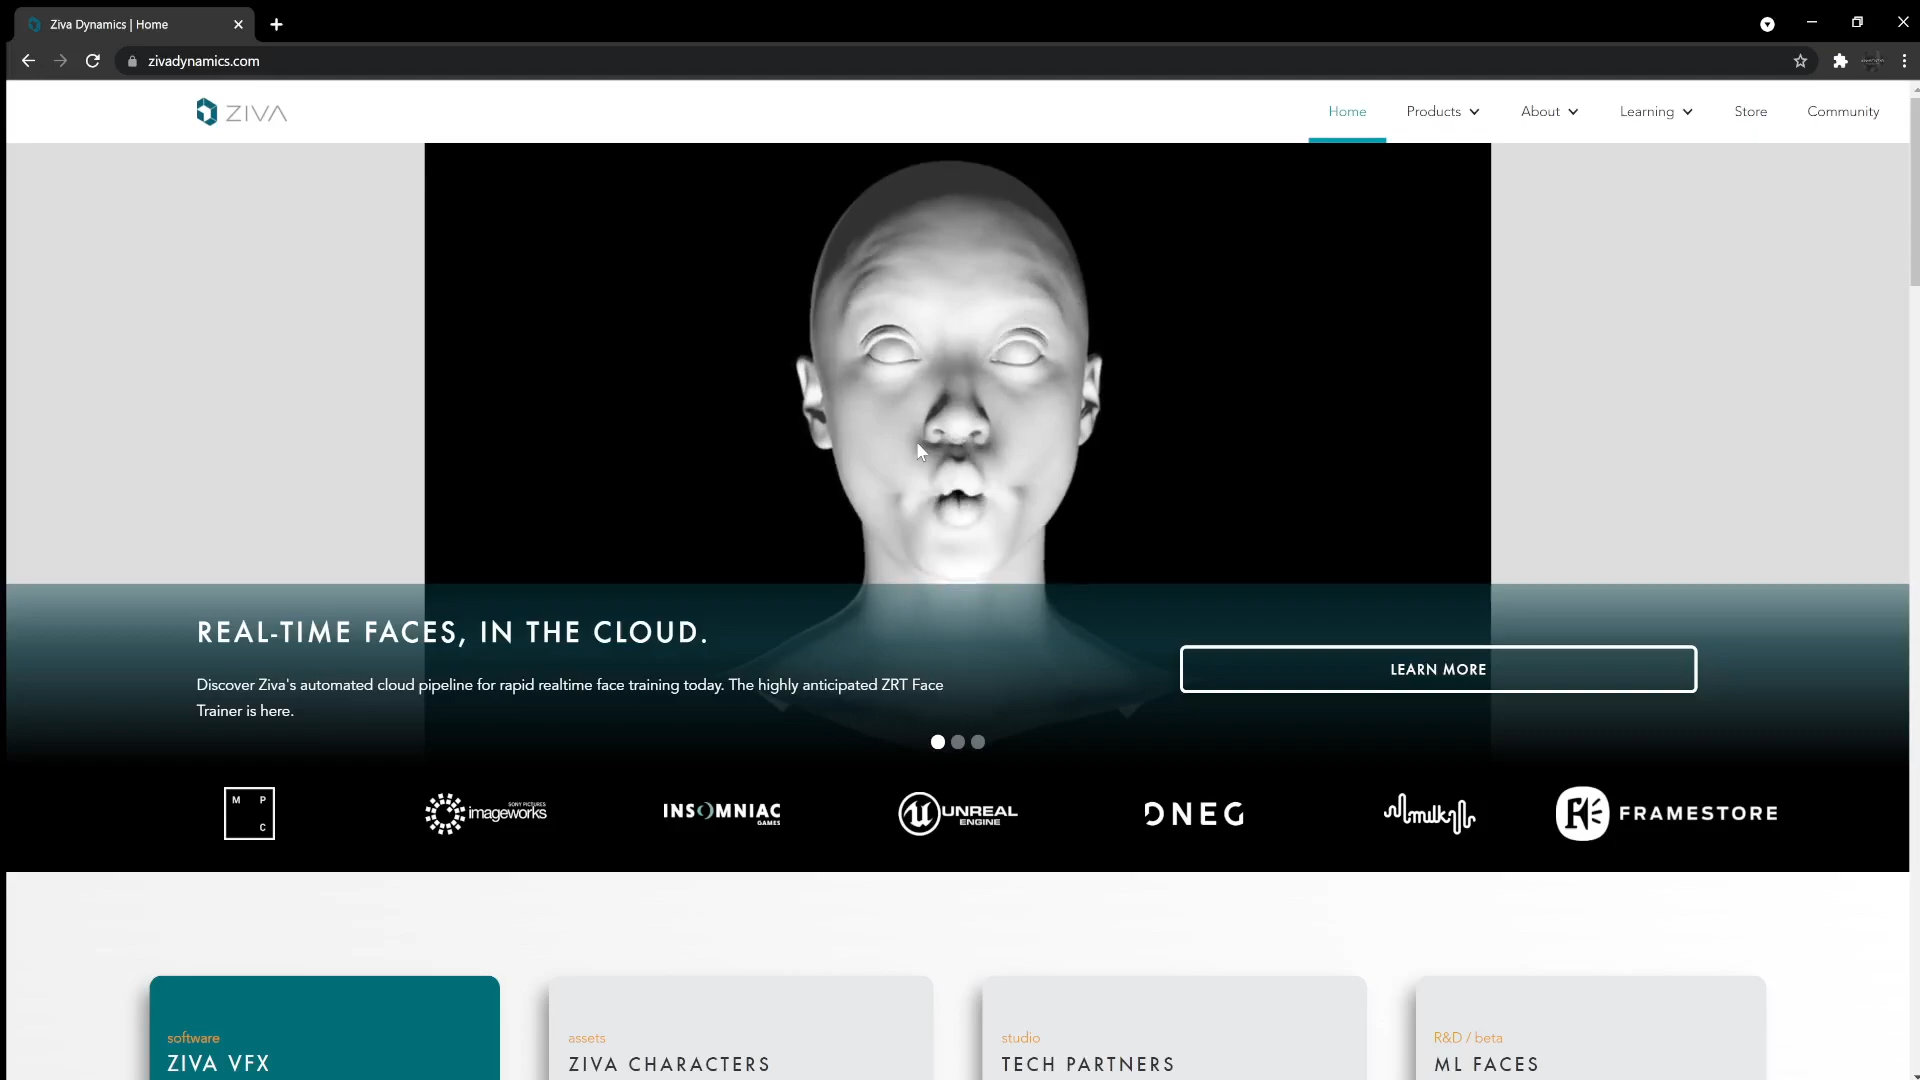 Ziva Dynamics | Home
zivadynamics.com
ZIVA
Home
Products
About
Learning
Store
Community
REAL-TIME FACES, IN THE CLOUD.
Discover Ziva's automated cloud pipeline for rapid realtime face training today. The highly anticipated ZRT Face
Trainer is here.
LEARN MORE
M P
C
SONY PICTURES
imageworks
INSOMNIAC
GAMES
UNREAL
ENGINE
DNEG
milk
FRAMESTORE
software
ZIVA VFX
assets
ZIVA CHARACTERS
studio
TECH PARTNERS
R&D / beta
ML FACES